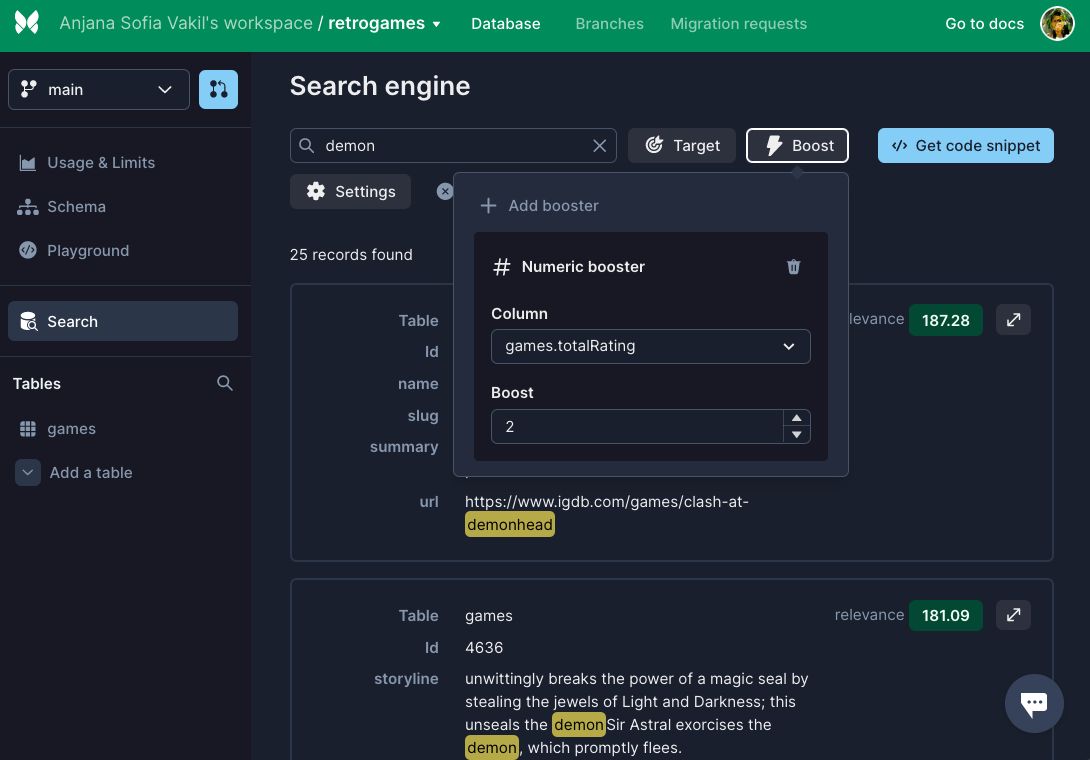 Anjana Sofia Vakil's workspace / retrogames
Database
Branches
Migration requests
Go to docs
main
Usage & Limits
Schema
Playground
Search
Tables
games
Add a table
Search engine
demon
Target
Boost
Get code snippet
Settings
Add booster
25 records found
Numeric booster
Column
games.totalRating
Boost
2
Table
relevance 187.28
Id
name
slug
summary
url
https://www.igdb.com/games/clash-at-
demonhead
Table
games
relevance 181.09
Id
4636
storyline
unwittingly breaks the power of a magic seal by
stealing the jewels of Light and Darkness; this
unseals the demonSir Astral exorcises the
demon, which promptly flees.